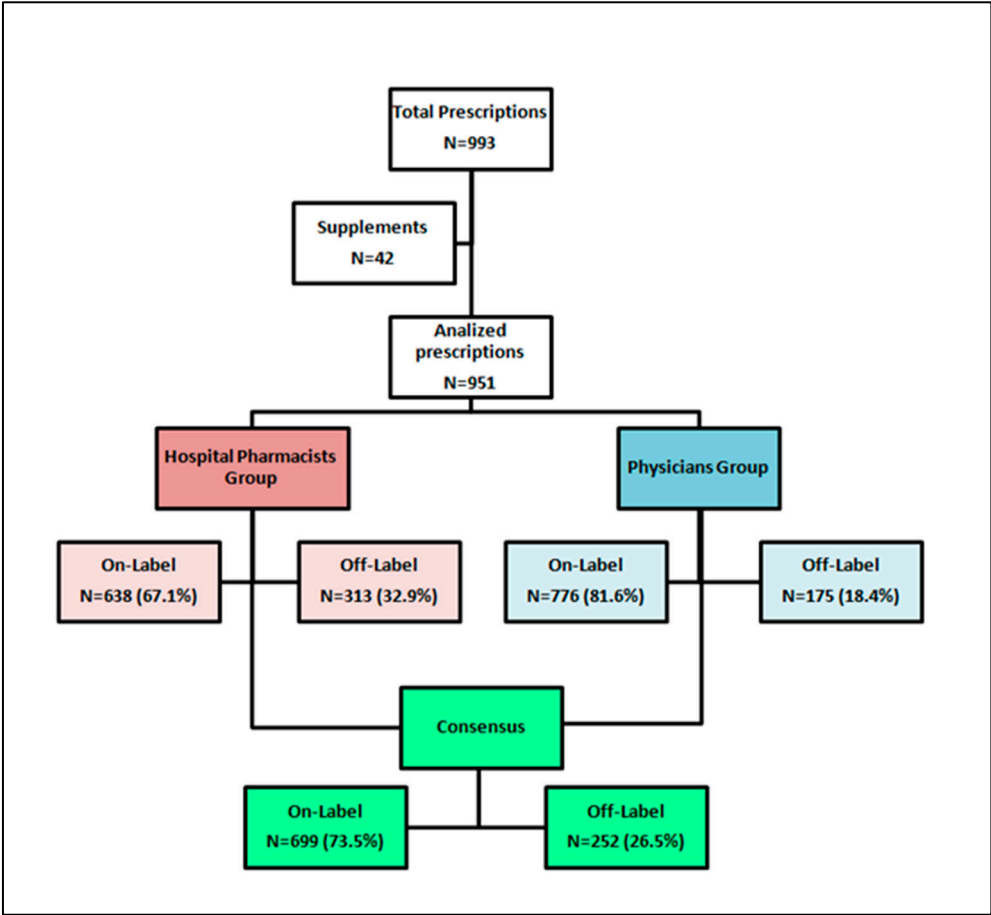 Total Prescriptions
N=993
Supplements
N=42
Analized
prescriptions
N=951
Hospital Pharmacists
Group
Physicians Group
On-Label
N=638 (67.1%)
Off-Label
N=313 (32.9%)
On-Label
N=776 (81.6%)
Off-Label
N=175 (18.4%)
Consensus
On-Label
N=699 (73.5%)
Off-Label
N=252 (26.5%)